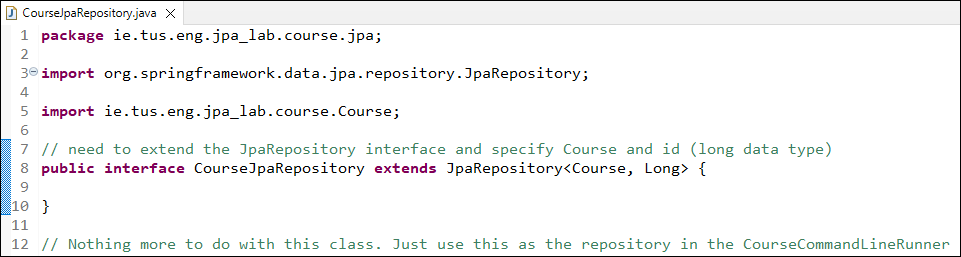 CourseJpaRepository.java
1 package ie.tus.eng.jpa_lab.course.jpa;
2
3 import org.springframework.data.jpa.repository.JpaRepository;
4
5 import ie.tus.eng.jpa_lab.course.Course;
6
7 // need to extend the JpaRepository interface and specify Course and id (long data type)
8 public interface CourseJpaRepository extends JpaRepository<Course, Long> {
9
10 }
11
12 // Nothing more to do with this class. Just use this as the repository in the CourseCommandLineRunner